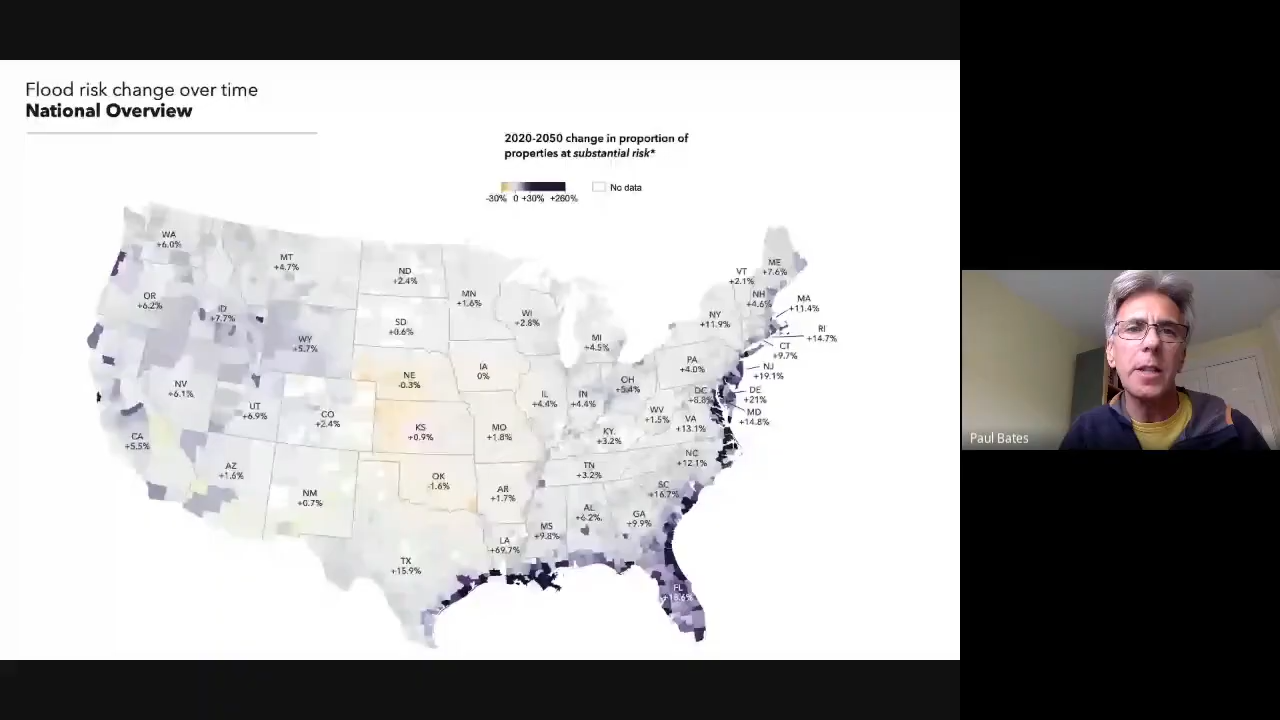 Flood risk change over time
National Overview
2020-2050 change in proportion of
properties at substantial risk*
-30% 0 +30% +260%
No data
WA
+6.0%
MT
+4.7%
ND
+2.4%
MN
+1.6%
VT
+2.1%
ME
+7.6%
OR
+6.2%
ID
+7.7%
WI
+2.8%
NH
+4.6%
MA
+11.4%
SD
+0.6%
NY
+11.9%
RI
+14.7%
WY
+5.7%
MI
+4.5%
CT
+9.7%
NE
-0.3%
IA
0%
PA
+4.0%
NJ
+19.1%
NV
+6.1%
OH
+5.4%
IL
+4.4%
IN
+4.4%
DC
+8.8%
DE
+21%
UT
+6.9%
CO
+2.4%
WV
+1.5%
VA
+13.1%
MD
+14.8%
CA
+5.5%
KS
+0.9%
MO
+1.8%
KY
+3.2%
NC
+12.1%
AZ
+1.6%
NM
+0.7%
OK
-1.6%
AR
+1.7%
TN
+3.2%
SC
+16.7%
MS
+9.8%
AL
+6.2%
GA
+9.9%
LA
+69.7%
TX
+15.9%
FL
+18.6%
Paul Bates